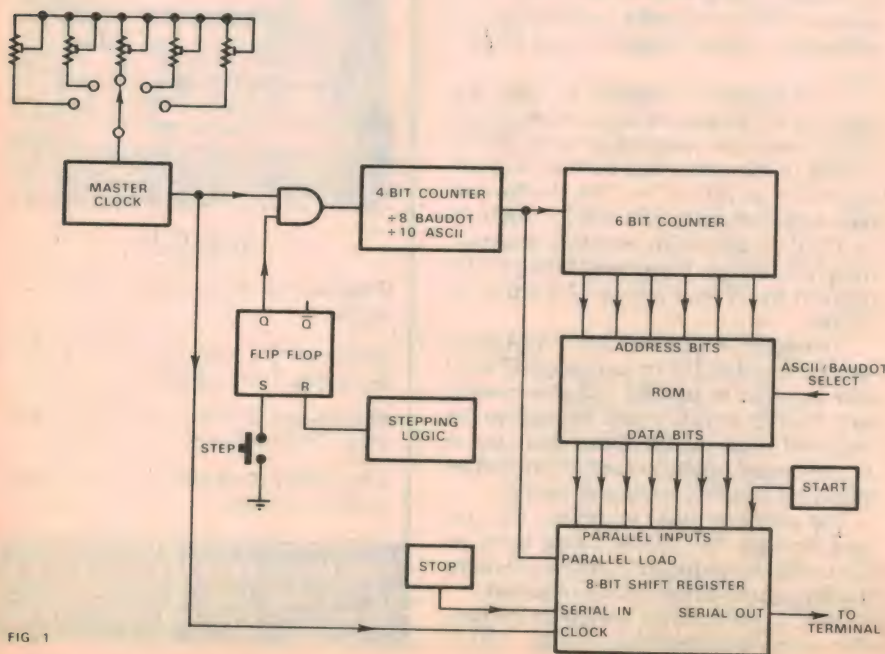 MASTER
CLOCK
4 BIT COUNTER
÷8 BAUDOT
÷10 ASCII
6 BIT COUNTER
Q Q̅
FLIP FLOP
S R
STEP
STEPPING
LOGIC
ADDRESS BITS
ROM
DATA BITS
ASCII/BAUDOT
SELECT
START
STOP
PARALLEL INPUTS
PARALLEL LOAD
8-BIT SHIFT REGISTER
SERIAL IN SERIAL OUT
CLOCK
TO
TERMINAL
FIG 1